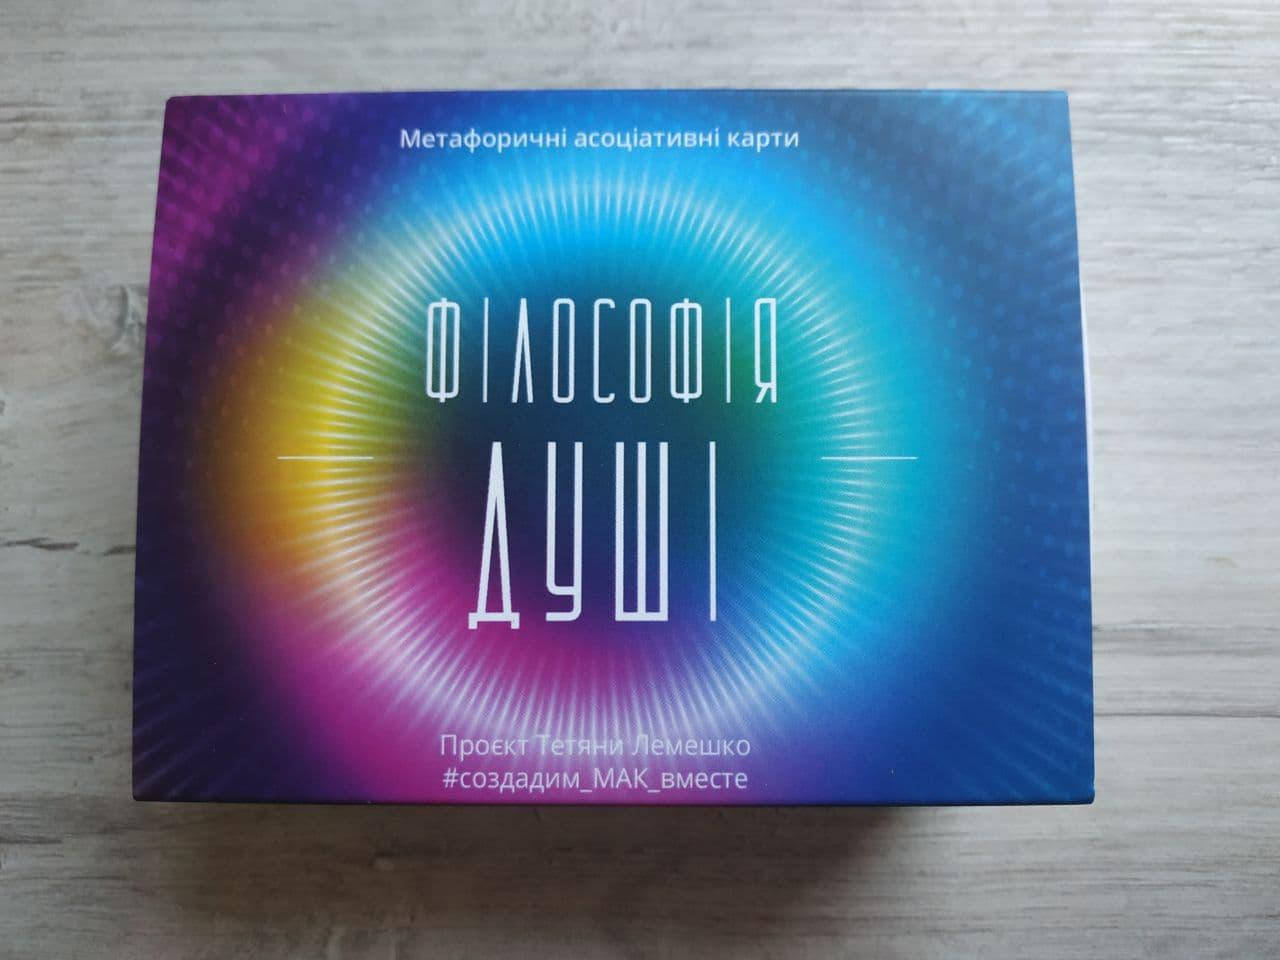 Метафоричні асоціативні карти
ФІЛОСОФІЯ
ДУШІ
Проєкт Тетяни Лемешко
#создадим_МАК_вместе